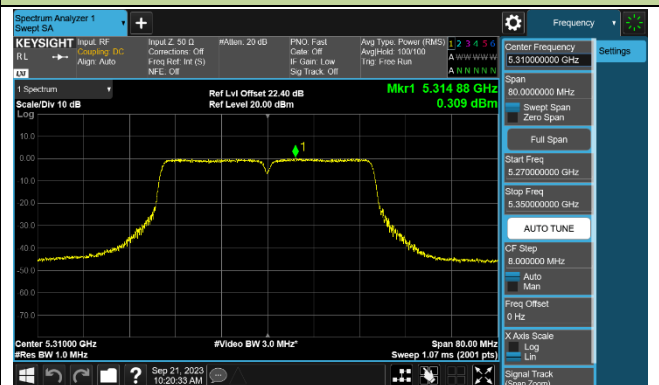 Spectrum Analyzer 1
Swept SA
Frequency
KEYSIGHT
RL
LXI
Input: RF
Coupling: DC
Align: Auto
Input Z: 50 Ω
Corrections: Off
Freq Ref: Int (S)
NFE: Off
#Atten: 20 dB
PNO: Fast
Gate: Off
IF Gain: Low
Sig Track: Off
Avg Type: Power (RMS)
Avg|Hold: 100/100
Trig: Free Run
1 2 3 4 5 6
A W W W W W
A N N N N N
1 Spectrum
Scale/Div 10 dB
Log
Ref Lvl Offset 22.40 dB
Ref Level 20.00 dBm
Mkr1 5.314 88 GHz
0.309 dBm
1
10.0
0.00
-10.0
-20.0
-30.0
-40.0
-50.0
-60.0
-70.0
Center 5.31000 GHz
#Res BW 1.0 MHz
#Video BW 3.0 MHz*
Span 80.00 MHz
Sweep 1.07 ms (2001 pts)
Center Frequency
5.310000000 GHz
Settings
Span
80.0000000 MHz
Swept Span
Zero Span
Full Span
Start Freq
5.270000000 GHz
Stop Freq
5.350000000 GHz
AUTO TUNE
CF Step
8.000000 MHz
Auto
Man
Freq Offset
0 Hz
X Axis Scale
Log
Lin
Signal Track
(Span Zoom)
?
Sep 21, 2023
10:20:33 AM